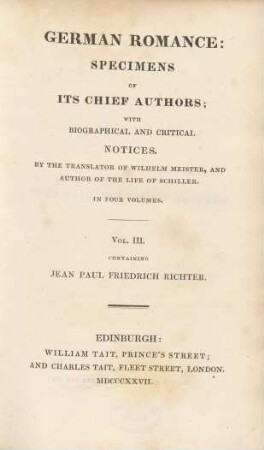 GERMAN ROMANCE:
SPECIMENS
OF
ITS CHIEF AUTHORS;
WITH
BIOGRAPHICAL AND CRITICAL
NOTICES.
BY THE TRANSLATOR OF WILHELM MEISTER, AND
AUTHOR OF THE LIFE OF SCHILLER.
IN FOUR VOLUMES.
VOL. III.
CONTAINING
JEAN PAUL FRIEDRICH RICHTER.
EDINBURGH:
WILLIAM TAIT, PRINCE'S STREET;
AND CHARLES TAIT, FLEET STREET, LONDON.
MDCCCXXVII.